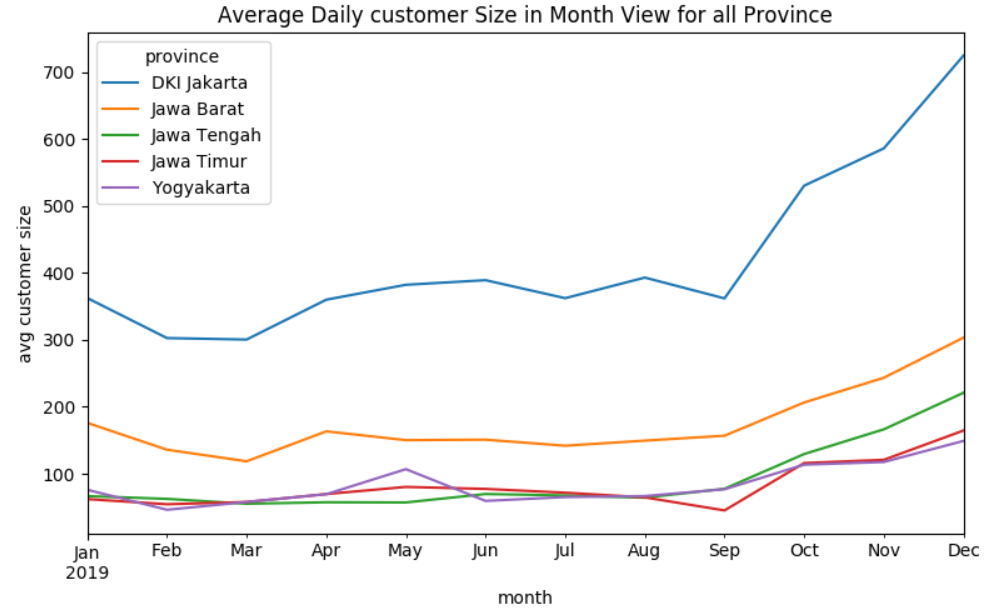 Average Daily customer Size in Month View for all Province
province
DKI Jakarta
Jawa Barat
Jawa Tengah
Jawa Timur
Yogyakarta
avg customer size
700
600
500
400
300
200
100
Jan Feb Mar Apr May Jun Jul Aug Sep Oct Nov Dec
2019
month